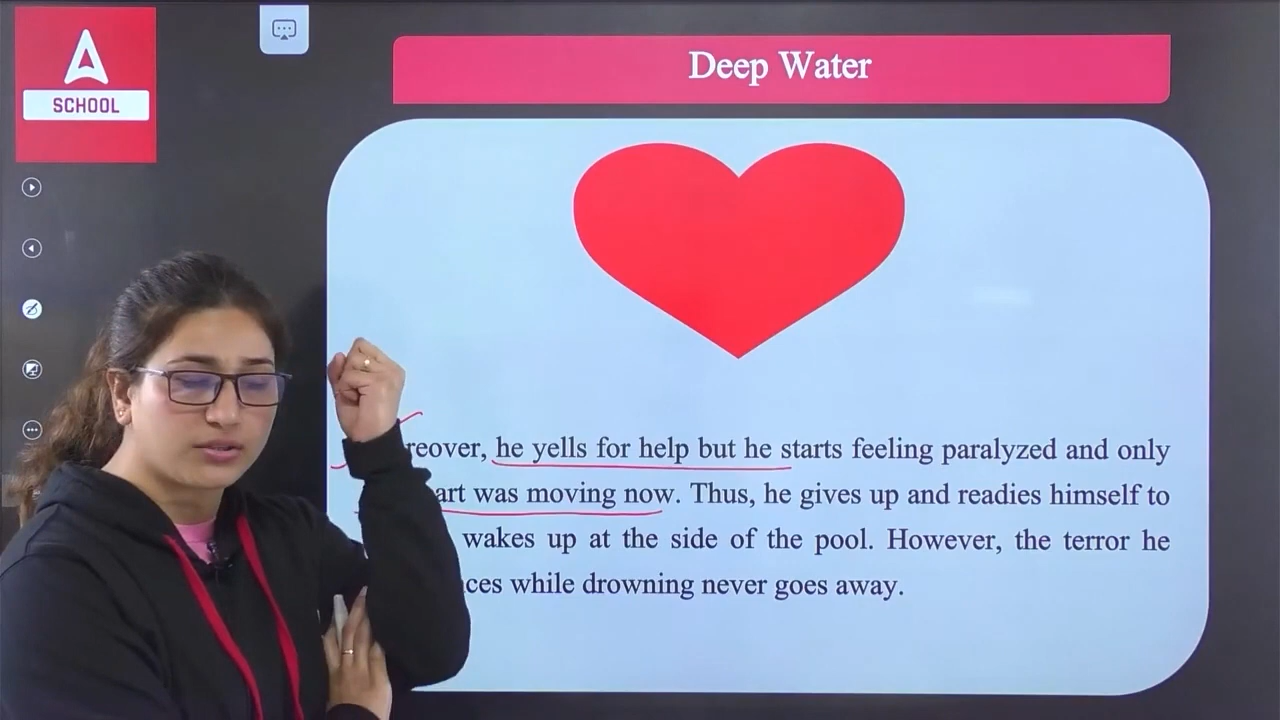 SCHOOL
Deep Water
reover, he yells for help but he starts feeling paralyzed and only
art was moving now. Thus, he gives up and readies himself to
wakes up at the side of the pool. However, the terror he
ces while drowning never goes away.